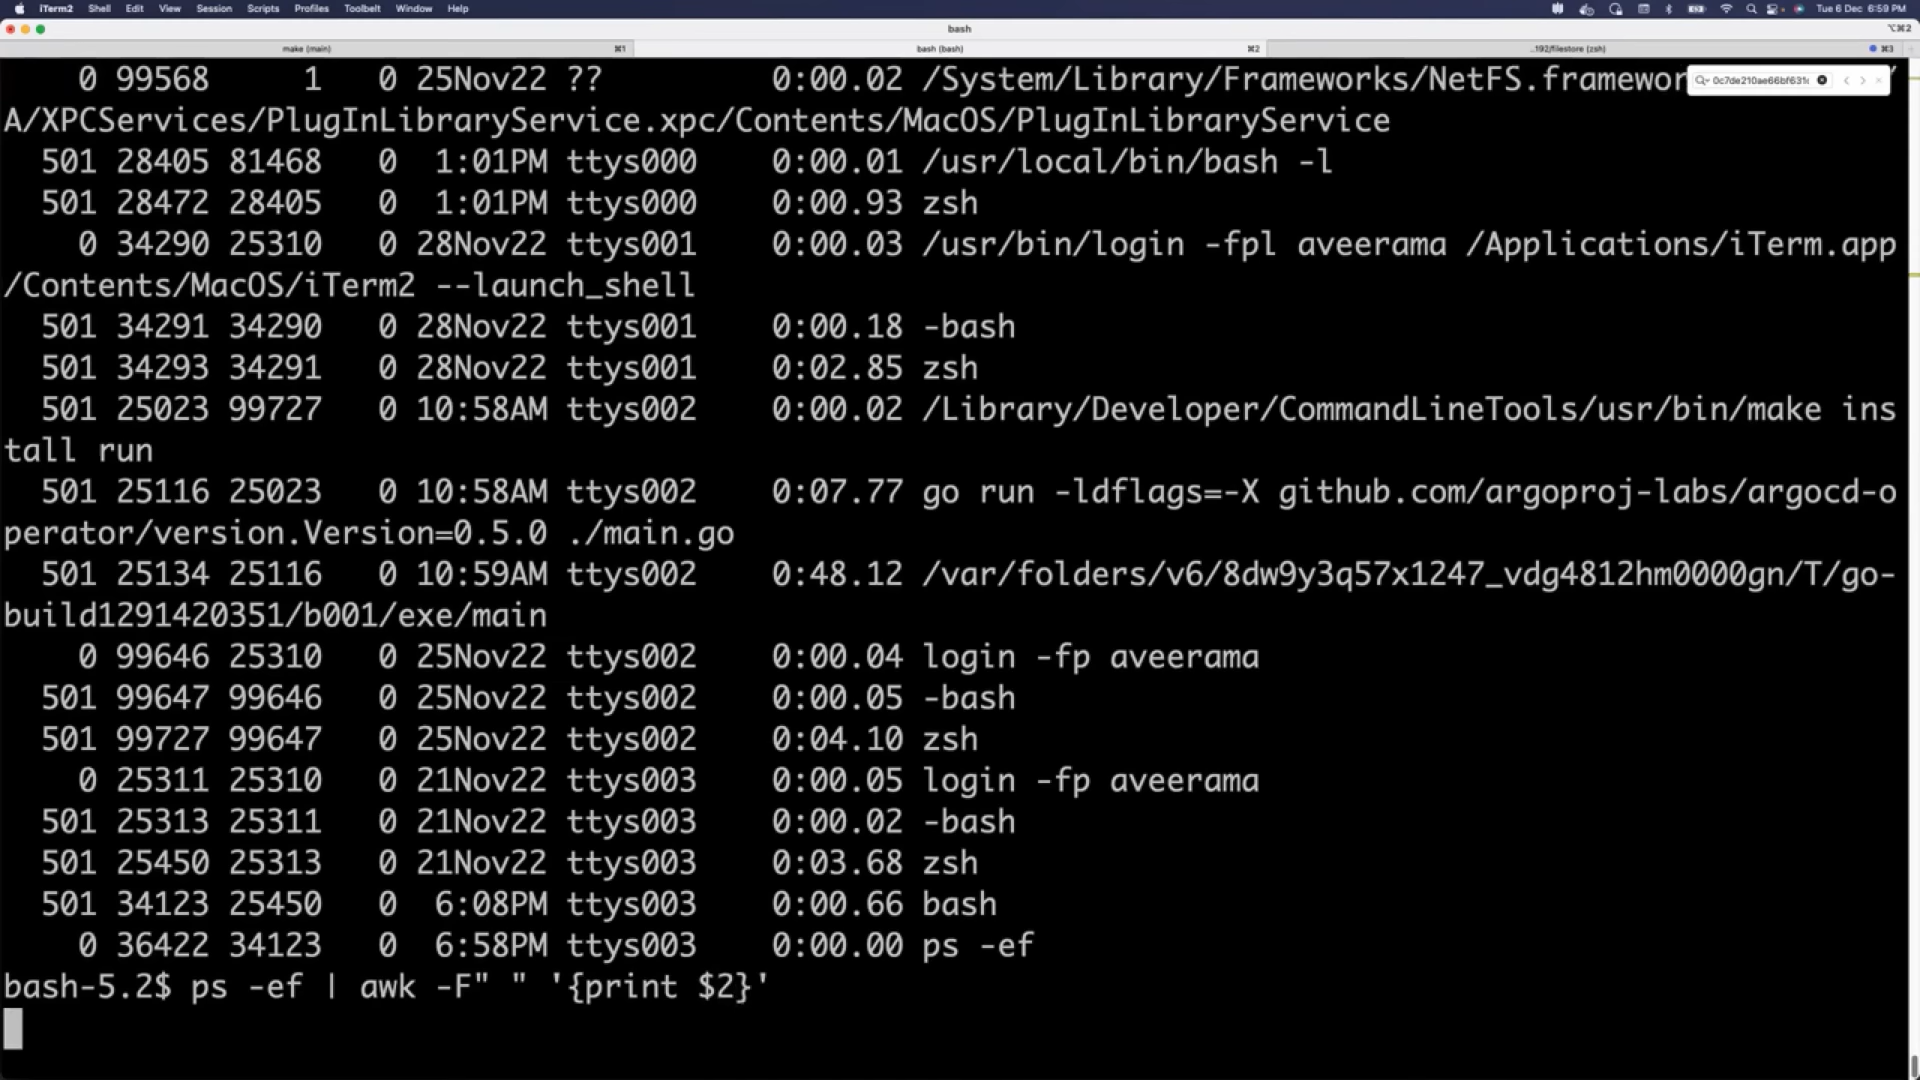 iTerm2 Shell Edit View Session Scripts Profiles Toolbelt Window Help Tue 6 Dec 6:59 PM
bash ⌥⌘2
make (main) ⌘1 bash (bash) ⌘2 ...192/filestore (zsh) ⌘3
0 99568 1 0 25Nov22 ?? 0:00.02 /System/Library/Frameworks/NetFS.framewor
0c7de210ae66bf631
A/XPCServices/PlugInLibraryService.xpc/Contents/MacOS/PlugInLibraryService
501 28405 81468 0 1:01PM ttys000 0:00.01 /usr/local/bin/bash -l
501 28472 28405 0 1:01PM ttys000 0:00.93 zsh
0 34290 25310 0 28Nov22 ttys001 0:00.03 /usr/bin/login -fpl aveerama /Applications/iTerm.app
/Contents/MacOS/iTerm2 --launch_shell
501 34291 34290 0 28Nov22 ttys001 0:00.18 -bash
501 34293 34291 0 28Nov22 ttys001 0:02.85 zsh
501 25023 99727 0 10:58AM ttys002 0:00.02 /Library/Developer/CommandLineTools/usr/bin/make ins
tall run
501 25116 25023 0 10:58AM ttys002 0:07.77 go run -ldflags=-X github.com/argoproj-labs/argocd-o
perator/version.Version=0.5.0 ./main.go
501 25134 25116 0 10:59AM ttys002 0:48.12 /var/folders/v6/8dw9y3q57x1247_vdg4812hm0000gn/T/go-
build1291420351/b001/exe/main
0 99646 25310 0 25Nov22 ttys002 0:00.04 login -fp aveerama
501 99647 99646 0 25Nov22 ttys002 0:00.05 -bash
501 99727 99647 0 25Nov22 ttys002 0:04.10 zsh
0 25311 25310 0 21Nov22 ttys003 0:00.05 login -fp aveerama
501 25313 25311 0 21Nov22 ttys003 0:00.02 -bash
501 25450 25313 0 21Nov22 ttys003 0:03.68 zsh
501 34123 25450 0 6:08PM ttys003 0:00.66 bash
0 36422 34123 0 6:58PM ttys003 0:00.00 ps -ef
bash-5.2$ ps -ef | awk -F" " '{print $2}'